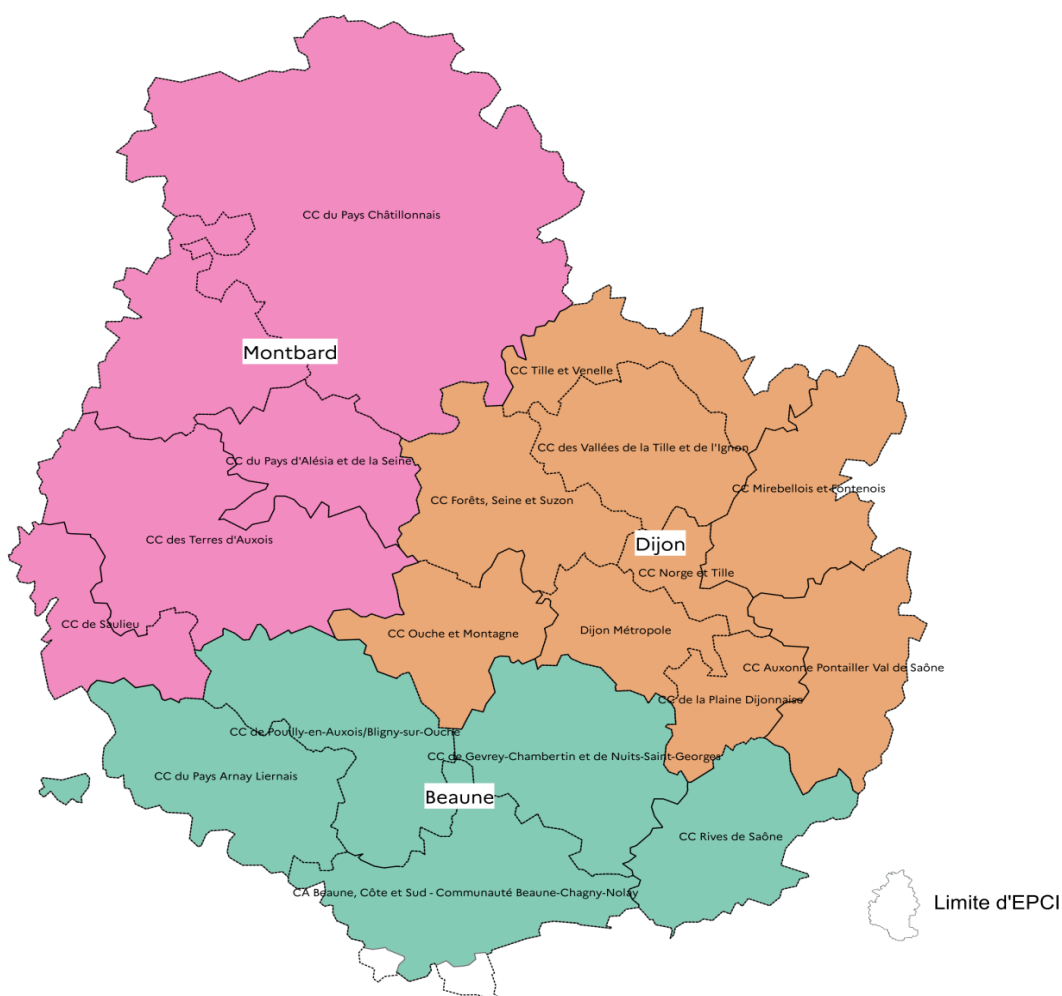 CC du Pays Châtillonnais
Montbard
CC Tille et Venelle
CC des Vallées de la Tille et de l'Ignon
CC du Pays d'Alésia et de la Seine
CC Mirebellois et Fontenois
CC Forêts, Seine et Suzon
CC des Terres d'Auxois
Dijon
CC Norge et Tille
CC de Saulieu
CC Ouche et Montagne
Dijon Métropole
CC Auxonne Pontailler Val de Saône
CC de la Plaine Dijonnaise
CC de Pouilly-en-Auxois/Bligny-sur-Ouche
CC de Gevrey-Chambertin et de Nuits-Saint-Georges
CC du Pays Arnay Liernais
Beaune
CC Rives de Saône
CA Beaune, Côte et Sud - Communauté Beaune-Chagny-Nolay
Limite d'EPCI